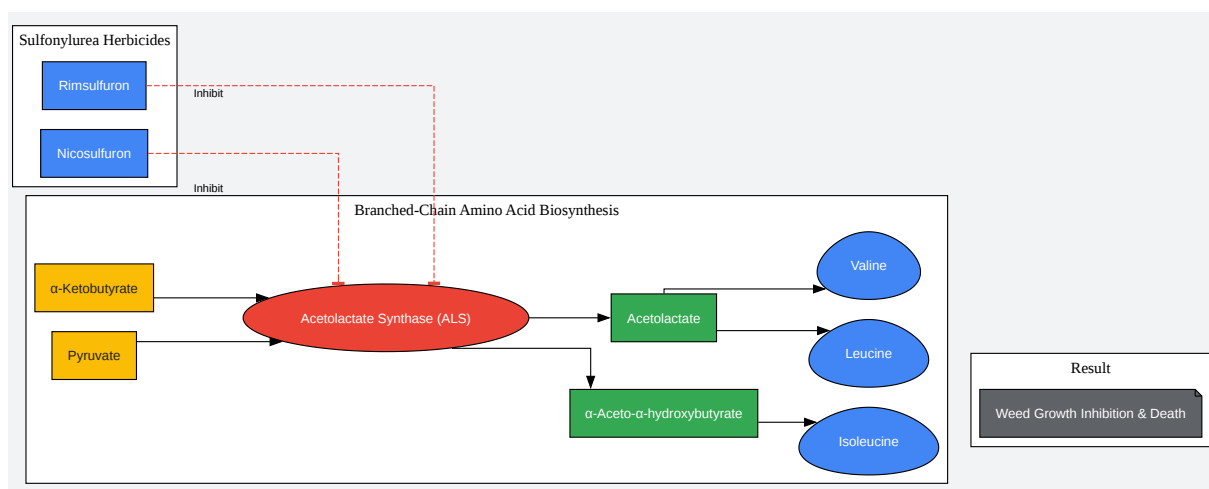 Sulfonylurea Herbicides
Rimsulfuron
Inhibit
Nicosulfuron
Inhibit
Branched-Chain Amino Acid Biosynthesis
α-Ketobutyrate
Pyruvate
Acetolactate Synthase (ALS)
Acetolactate
α-Aceto-α-hydroxybutyrate
Valine
Leucine
Isoleucine
Result
Weed Growth Inhibition & Death